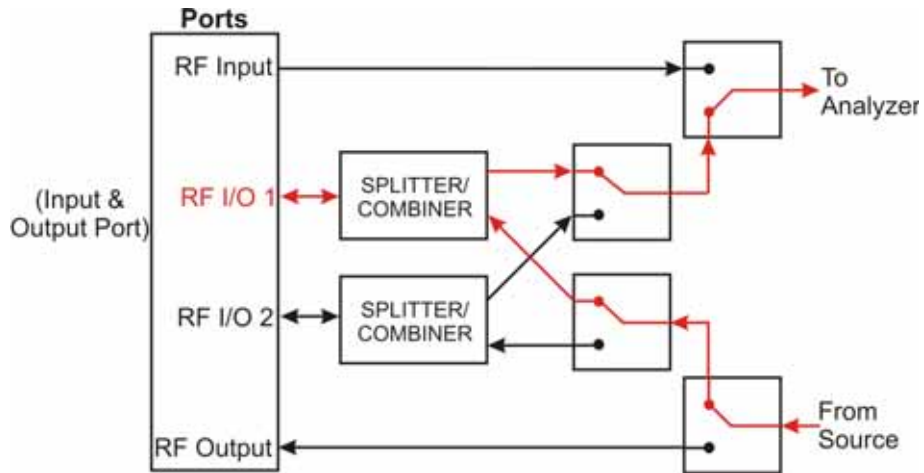 Ports
RF Input
To
Analyzer
(Input &
Output Port)
RF I/O 1
SPLITTER/
COMBINER
RF I/O 2
SPLITTER/
COMBINER
RF Output
From
Source